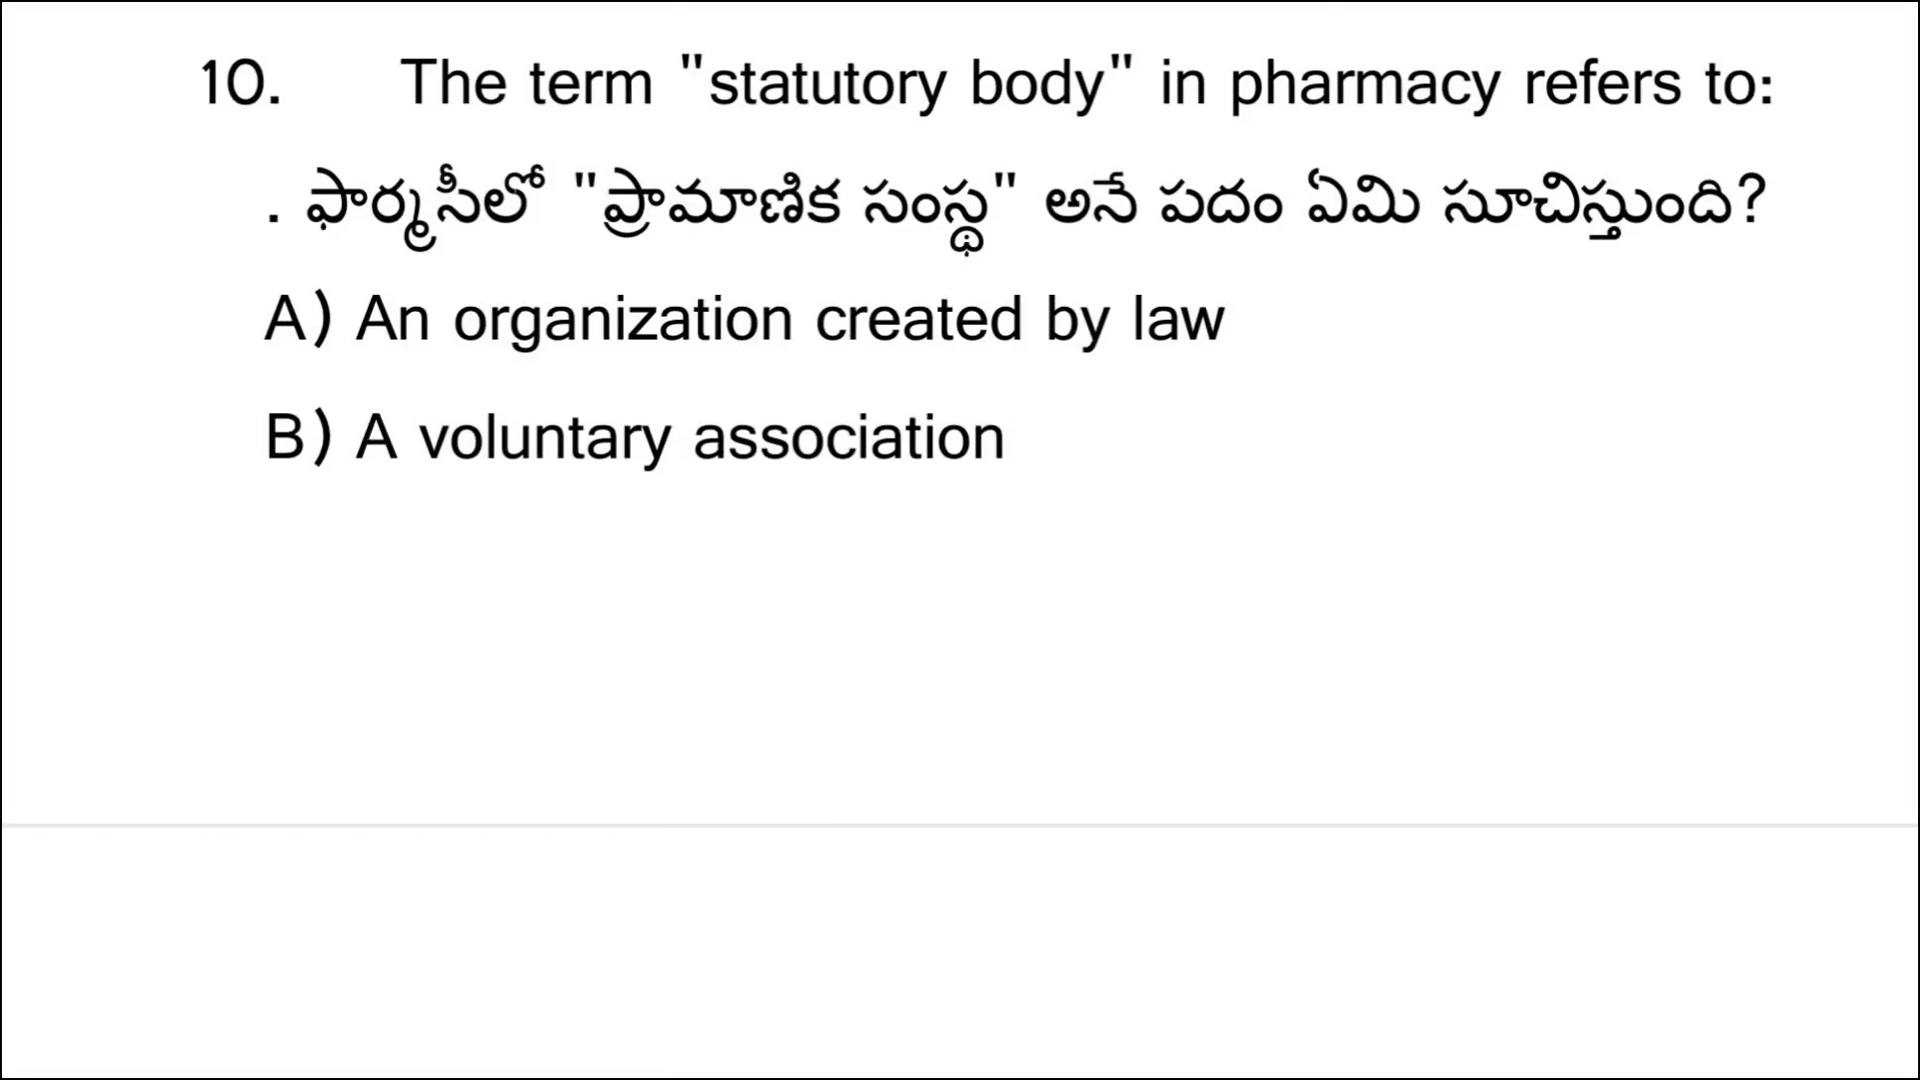 10. The term "statutory body" in pharmacy refers to:
. ఫార్మసీలో "ప్రామాణిక సంస్థ" అనే పదం ఏమి సూచిస్తుంది?
A) An organization created by law
B) A voluntary association